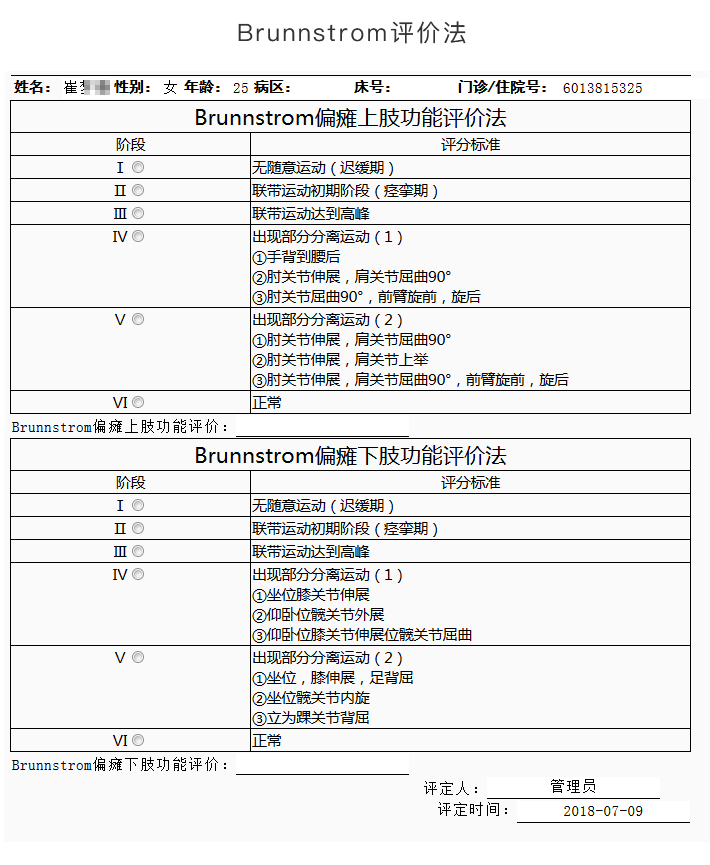 Brunnstrom评价法
姓名： 崔 性别： 女 年龄： 25 病区： 床号： 门诊/住院号： 6013815325
Brunnstrom偏瘫上肢功能评价法
阶段 评分标准
Ⅰ 无随意运动（迟缓期）
Ⅱ 联带运动初期阶段（痉挛期）
Ⅲ 联带运动达到高峰
Ⅳ 出现部分分离运动（1）
①手背到腰后
②肘关节伸展，肩关节屈曲90°
③肘关节屈曲90°，前臂旋前，旋后
Ⅴ 出现部分分离运动（2）
①肘关节伸展，肩关节屈曲90°
②肘关节伸展，肩关节上举
③肘关节伸展，肩关节屈曲90°，前臂旋前，旋后
Ⅵ 正常
Brunnstrom偏瘫上肢功能评价：
Brunnstrom偏瘫下肢功能评价法
阶段 评分标准
Ⅰ 无随意运动（迟缓期）
Ⅱ 联带运动初期阶段（痉挛期）
Ⅲ 联带运动达到高峰
Ⅳ 出现部分分离运动（1）
①坐位膝关节伸展
②仰卧位髋关节外展
③仰卧位膝关节伸展位髋关节屈曲
Ⅴ 出现部分分离运动（2）
①坐位，膝伸展，足背屈
②坐位髋关节内旋
③立为踝关节背屈
Ⅵ 正常
Brunnstrom偏瘫下肢功能评价：
评定人： 管理员
评定时间： 2018-07-09